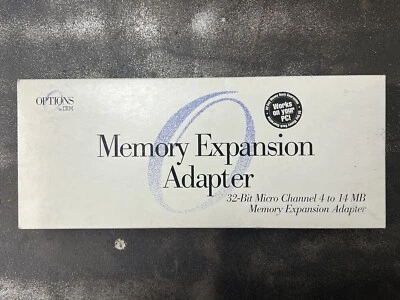 OPTIONS
by IBM
Works
on your
PC!
Memory Expansion
Adapter
32-Bit Micro Channel 4 to 14 MB
Memory Expansion Adapter